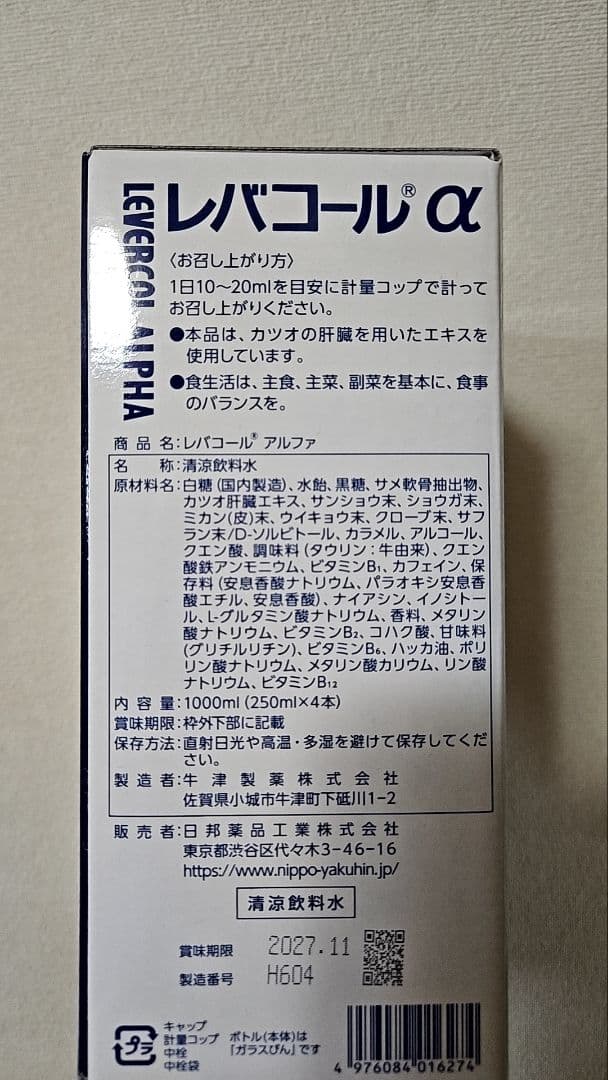 レバコール® α
LEVERCOL ALPHA
〈お召し上がり方〉
1日10～20mlを目安に計量コップで計って
お召し上がりください。
●本品は、カツオの肝臓を用いたエキスを
使用しています。
●食生活は、主食、主菜、副菜を基本に、食事
のバランスを。
商品名:レバコール® アルファ
名称:清涼飲料水
原材料名:白糖(国内製造)、水飴、黒糖、サメ軟骨抽出物、
カツオ肝臓エキス、サンショウ末、ショウガ末、
ミカン(皮)末、ウイキョウ末、クローブ末、サフ
ラン末/D-ソルビトール、カラメル、アルコール、
クエン酸、調味料(タウリン:牛由来)、クエン
酸鉄アンモニウム、ビタミンB₁、カフェイン、保
存料(安息香酸ナトリウム、パラオキシ安息香
酸エチル、安息香酸)、ナイアシン、イノシトー
ル、L-グルタミン酸ナトリウム、香料、メタリン
酸ナトリウム、ビタミンB₂、コハク酸、甘味料
(グリチルリチン)、ビタミンB₆、ハッカ油、ポリ
リン酸ナトリウム、メタリン酸カリウム、リン酸
ナトリウム、ビタミンB₁₂
内容量:1000ml(250ml×4本)
賞味期限:枠外下部に記載
保存方法:直射日光や高温・多湿を避けて保存してくだ
さい。
製造者:牛津製薬株式会社
佐賀県小城市牛津町下砥川1-2
販売者:日邦薬品工業株式会社
東京都渋谷区代々木3-46-16
https://www.nippo-yakuhin.jp/
清涼飲料水
賞味期限 2027.11
製造番号 H604
プラ
キャップ
計量コップ
中栓
中栓袋
ボトル(本体)は
「ガラスびん」です
4 976084 016274